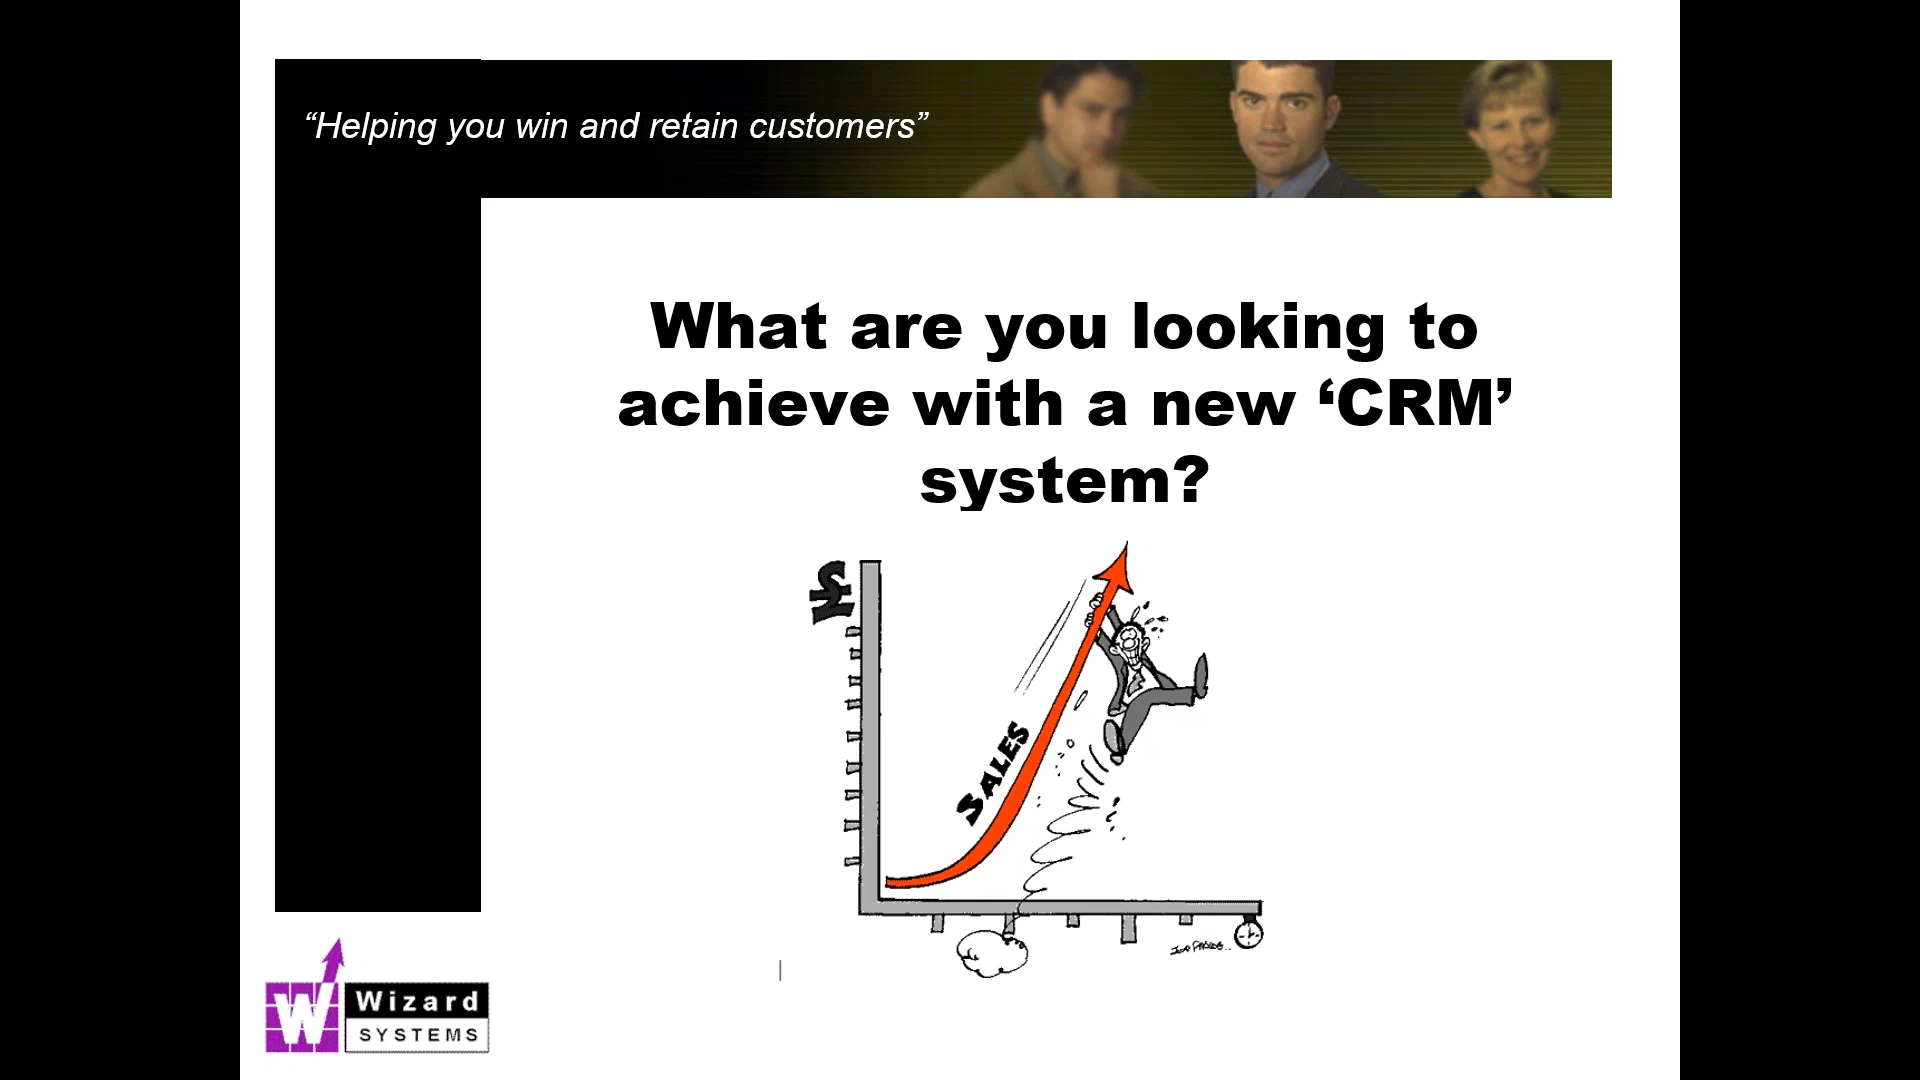 “Helping you win and retain customers”
What are you looking to
achieve with a new ‘CRM’
system?
£
SALES
W
Wizard
SYSTEMS